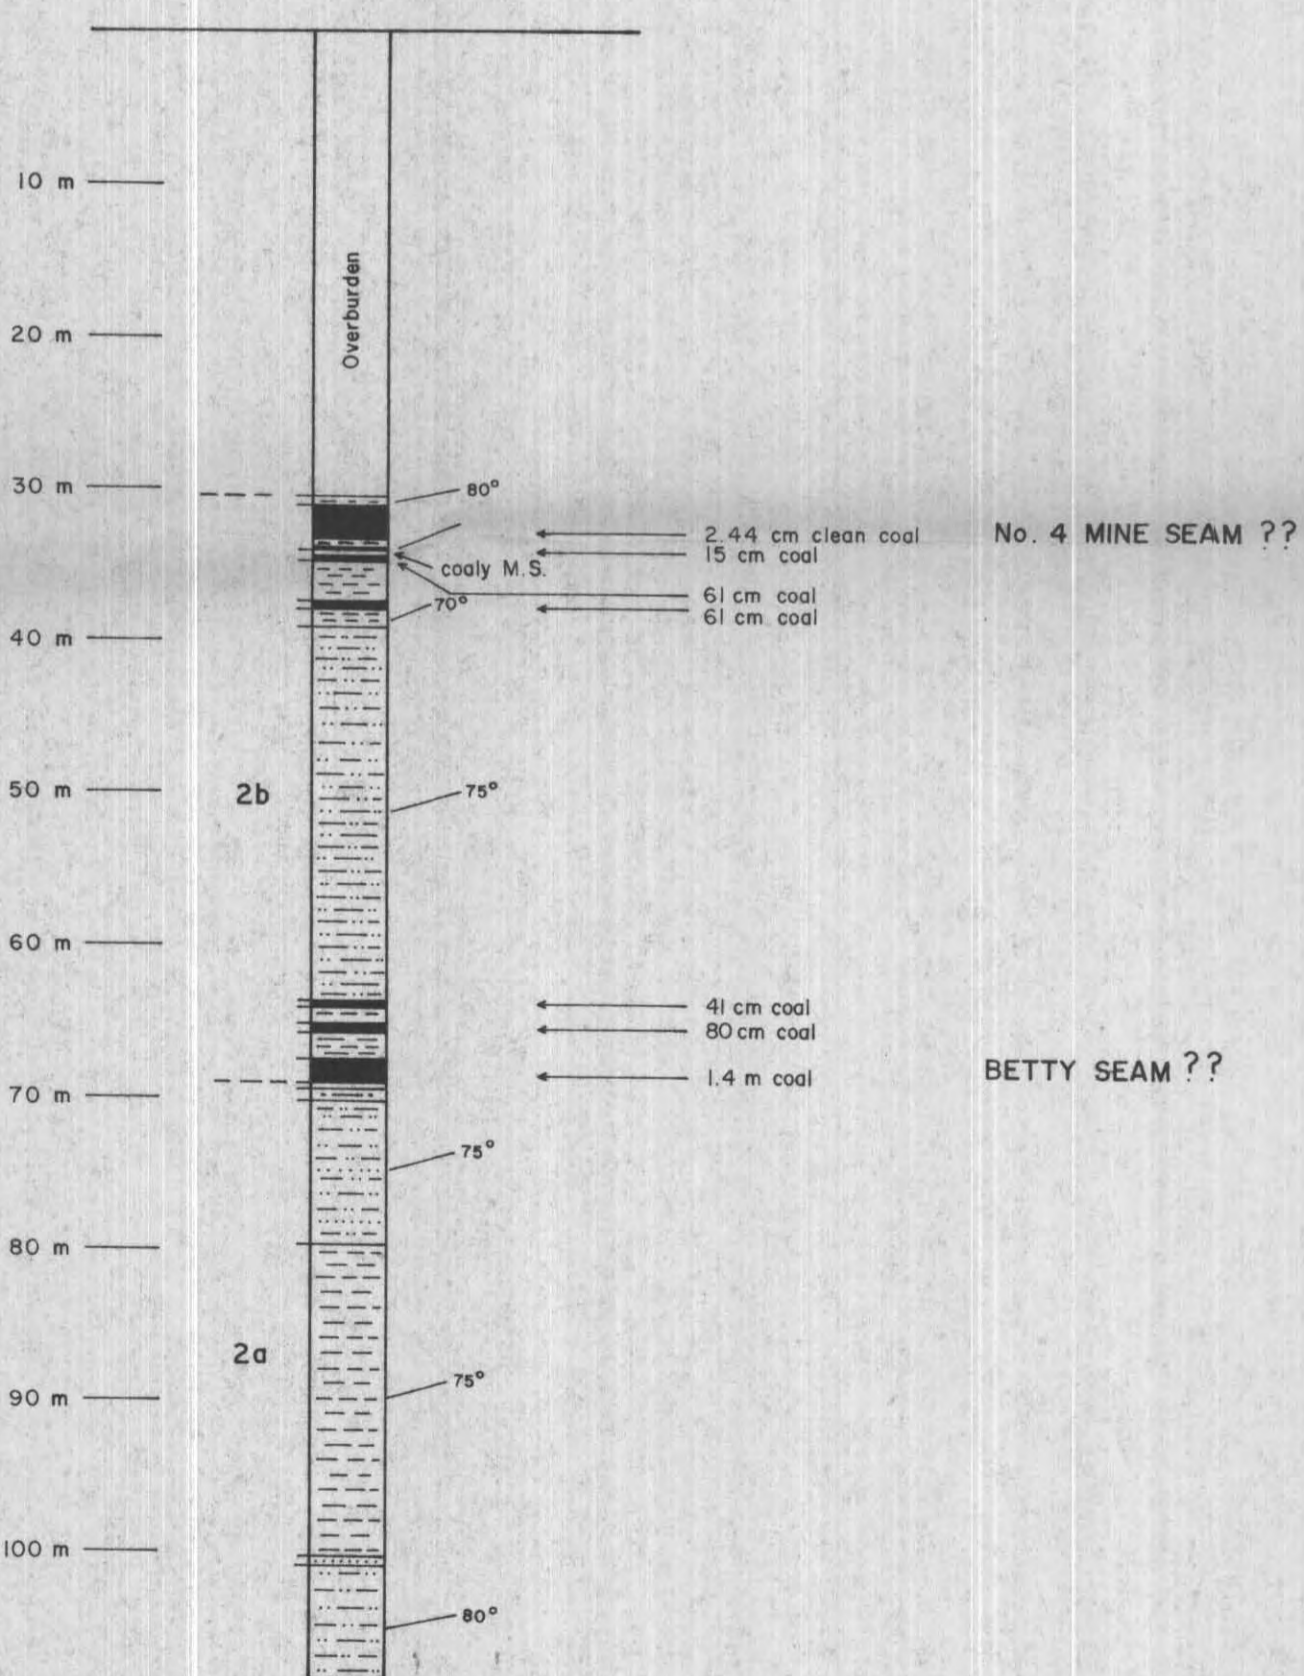 10 m
Overburden
20 m
30 m
80°
2.44 cm clean coal
No. 4 MINE SEAM ??
15 cm coal
coaly M.S.
61 cm coal
70°
61 cm coal
40 m
50 m
2b
75°
60 m
41 cm coal
80 cm coal
1.4 m coal
BETTY SEAM ??
70 m
75°
80 m
2a
75°
90 m
100 m
80°